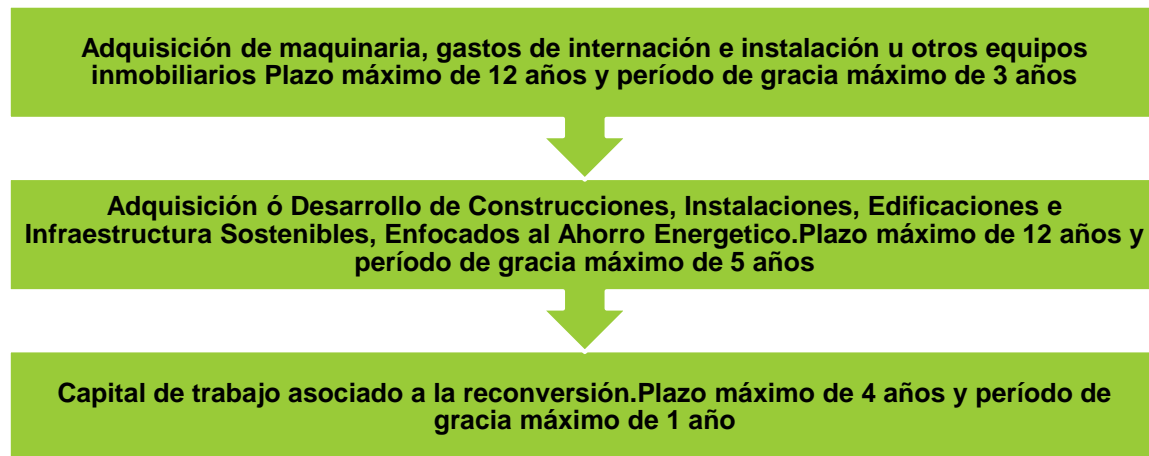 Adquisición de maquinaria, gastos de internación e instalación u otros equipos
inmobiliarios Plazo máximo de 12 años y período de gracia máximo de 3 años
Adquisición ó Desarrollo de Construcciones, Instalaciones, Edificaciones e
Infraestructura Sostenibles, Enfocados al Ahorro Energetico.Plazo máximo de 12 años y
período de gracia máximo de 5 años
Capital de trabajo asociado a la reconversión.Plazo máximo de 4 años y período de
gracia máximo de 1 año